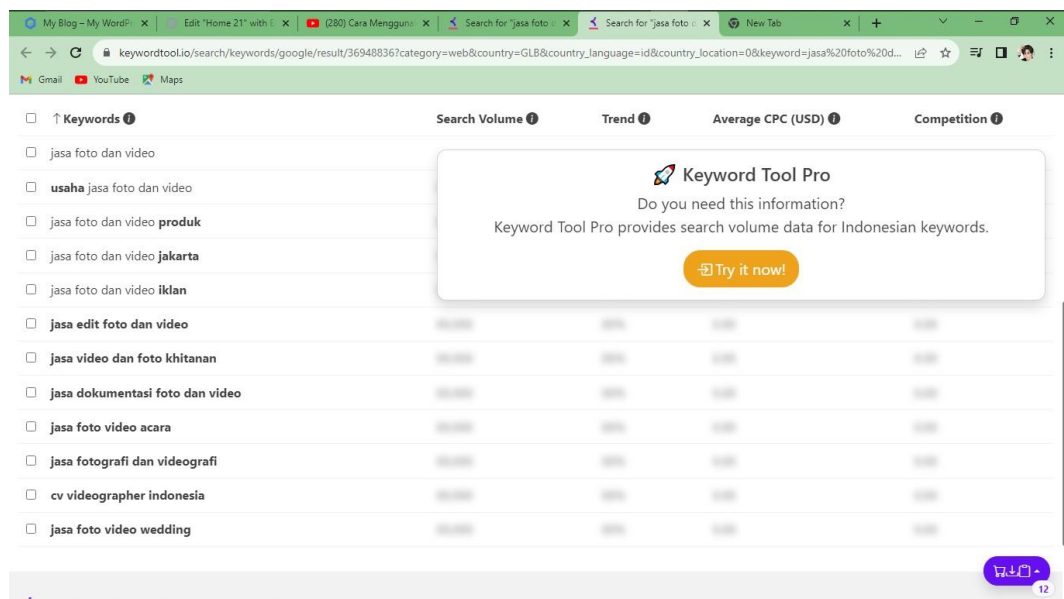 My Blog – My WordPr
Edit "Home 21" with E
(280) Cara Mengguna
Search for "jasa foto
Search for "jasa foto d
New Tab
keywordtool.io/search/keywords/google/result/36948836?category=web&country=GLB&country_language=id&country_location=0&keyword=jasa%20foto%20d...
Gmail YouTube Maps
↑ Keywords Search Volume Trend Average CPC (USD) Competition
jasa foto dan video
usaha jasa foto dan video
jasa foto dan video produk
jasa foto dan video jakarta
jasa foto dan video iklan
Keyword Tool Pro
Do you need this information?
Keyword Tool Pro provides search volume data for Indonesian keywords.
Try it now!
jasa edit foto dan video
jasa video dan foto khitanan
jasa dokumentasi foto dan video
jasa foto video acara
jasa fotografi dan videografi
cv videographer indonesia
jasa foto video wedding
12